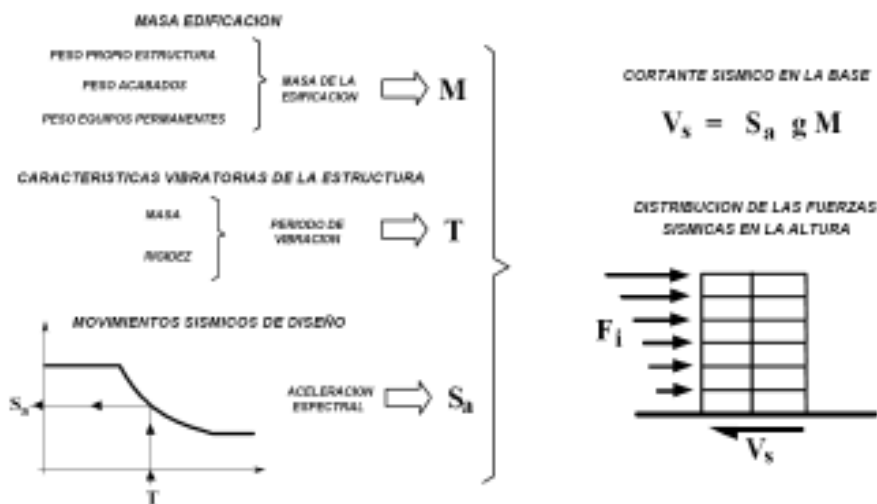 MASA EDIFICACION
PESO PROPIO ESTRUCTURA
PESO ACABADOS
PESO EQUIPOS PERMANENTES
MASA DE LA
EDIFICACION
M
CARACTERISTICAS VIBRATORIAS DE LA ESTRUCTURA
MASA
RIGIDEZ
PERIODO DE
VIBRACION
T
MOVIMIENTOS SISMICOS DE DISEÑO
Sa
T
ACELERACION
ESPECTRAL
Sa
CORTANTE SISMICO EN LA BASE
Vs = Sa g M
DISTRIBUCION DE LAS FUERZAS
SISMICAS EN LA ALTURA
Fi
Vs